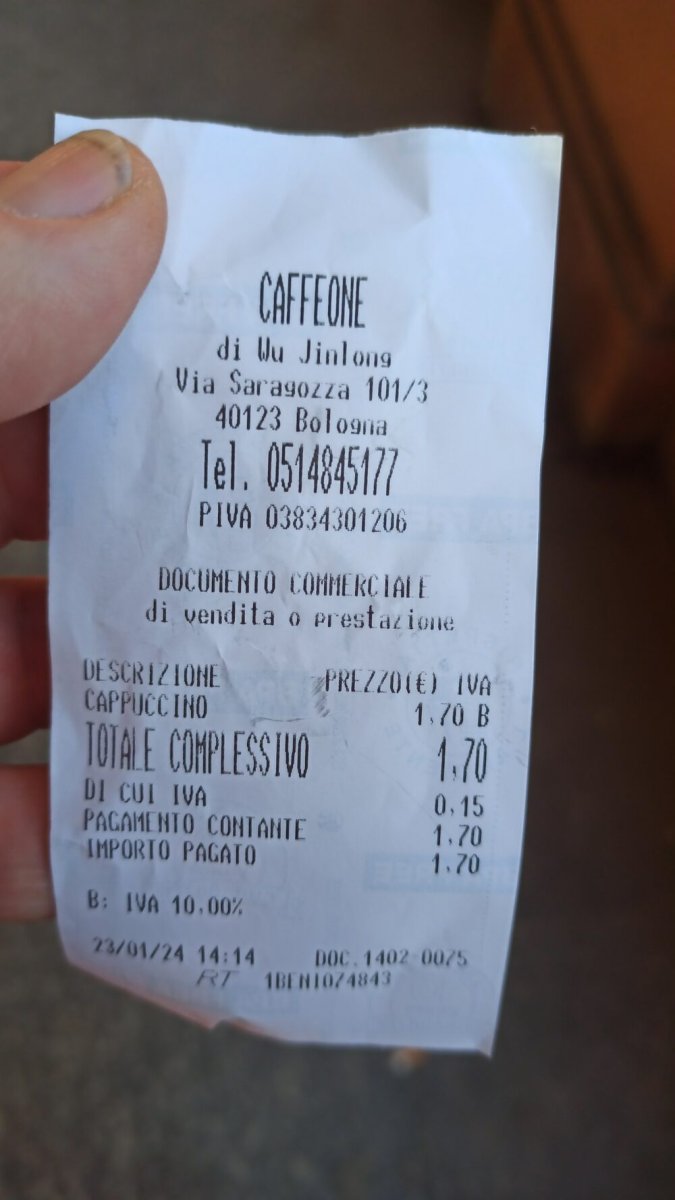 CAFFEONE
di Wu Jinlong
Via Saragozza 101/3
40123 Bologna
Tel. 0514845177
PIVA 03834301206
DOCUMENTO COMMERCIALE
di vendita o prestazione
DESCRIZIONE PREZZO(€) IVA
CAPPUCCINO 1,70 B
TOTALE COMPLESSIVO 1,70
DI CUI IVA 0,15
PAGAMENTO CONTANTE 1,70
IMPORTO PAGATO 1,70
B: IVA 10,00%
23/01/24 14:14 DOC.1402-0075
RT